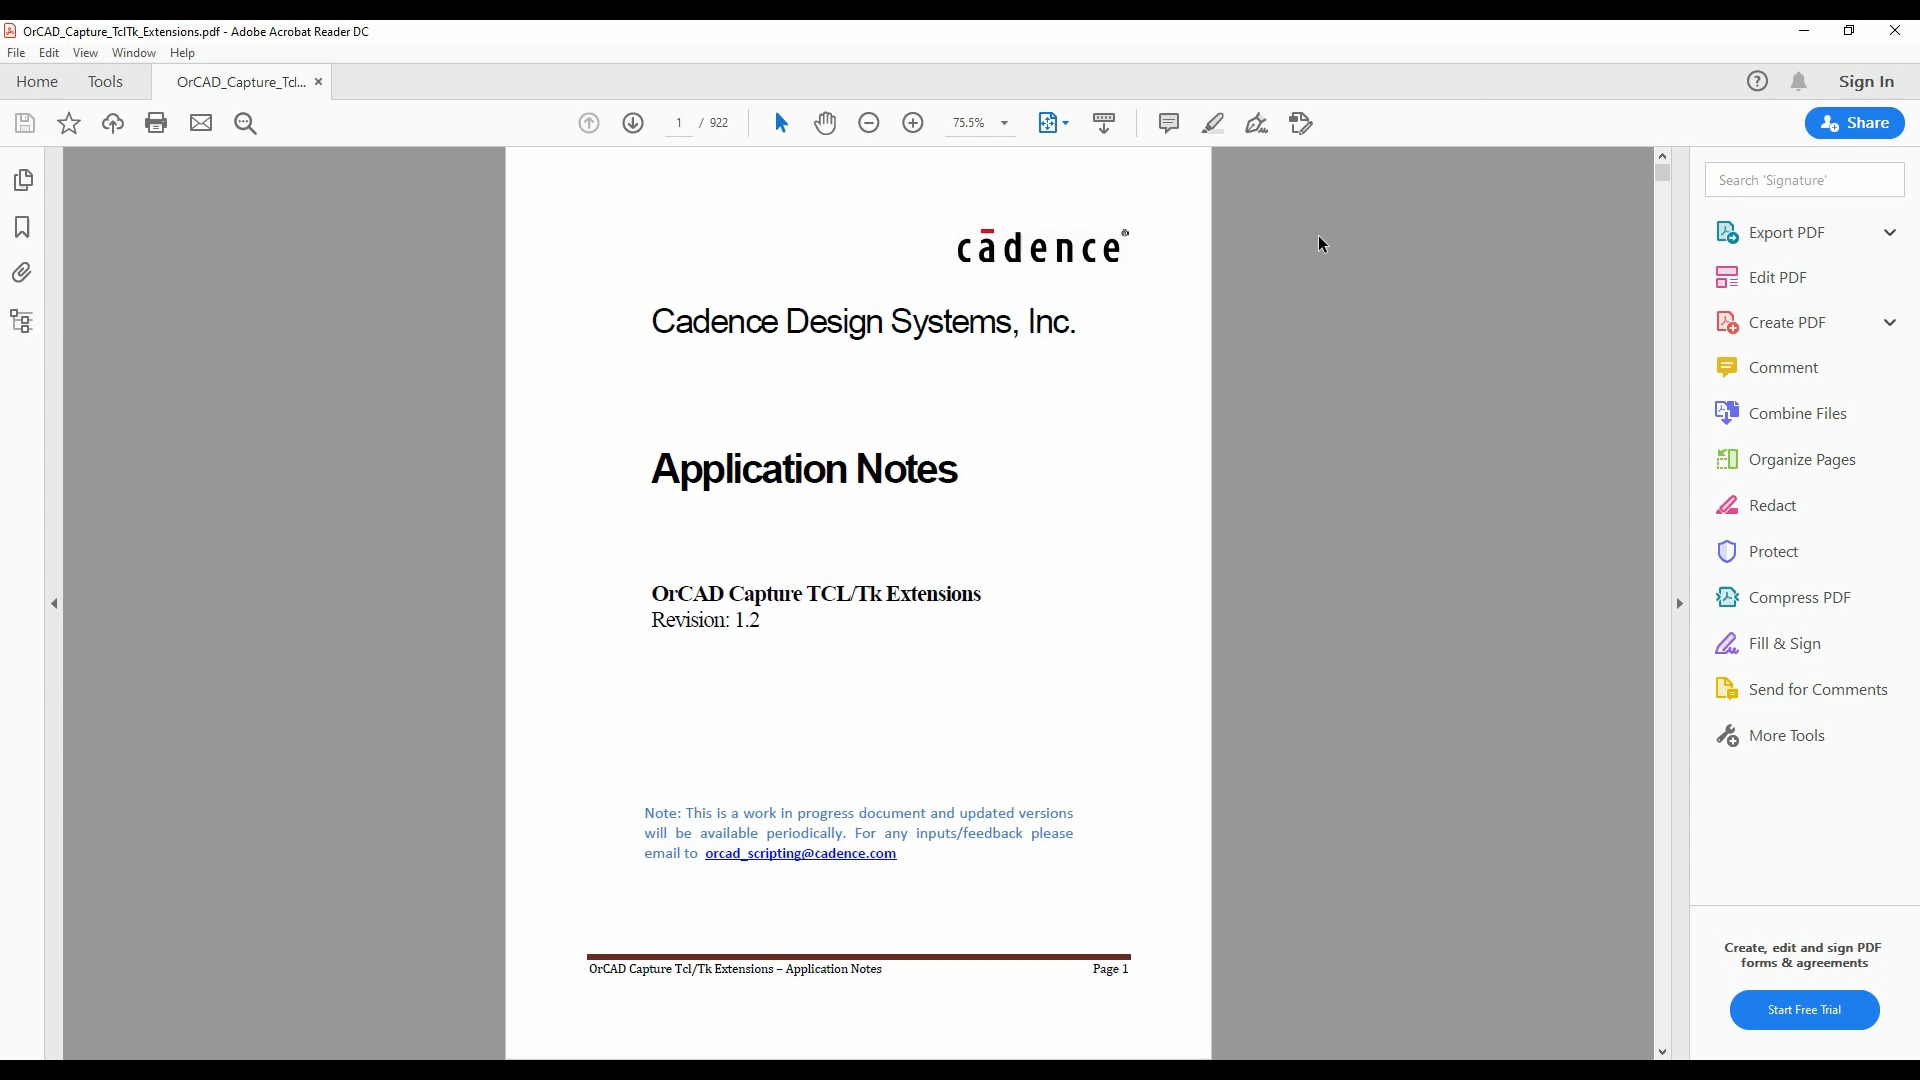 OrCAD_Capture_TclTk_Extensions.pdf - Adobe Acrobat Reader DC
File Edit View Window Help
Home Tools OrCAD_Capture_Tcl... ×
Sign In
1 / 922 75.5%
Share
Search 'Signature'
Export PDF
Edit PDF
Create PDF
Comment
Combine Files
Organize Pages
Redact
Protect
Compress PDF
Fill & Sign
Send for Comments
More Tools
Create, edit and sign PDF
forms & agreements
Start Free Trial
cādence®
Cadence Design Systems, Inc.
Application Notes
OrCAD Capture TCL/Tk Extensions
Revision: 1.2
Note: This is a work in progress document and updated versions
will be available periodically. For any inputs/feedback please
email to orcad_scripting@cadence.com
OrCAD Capture Tcl/Tk Extensions – Application Notes Page 1